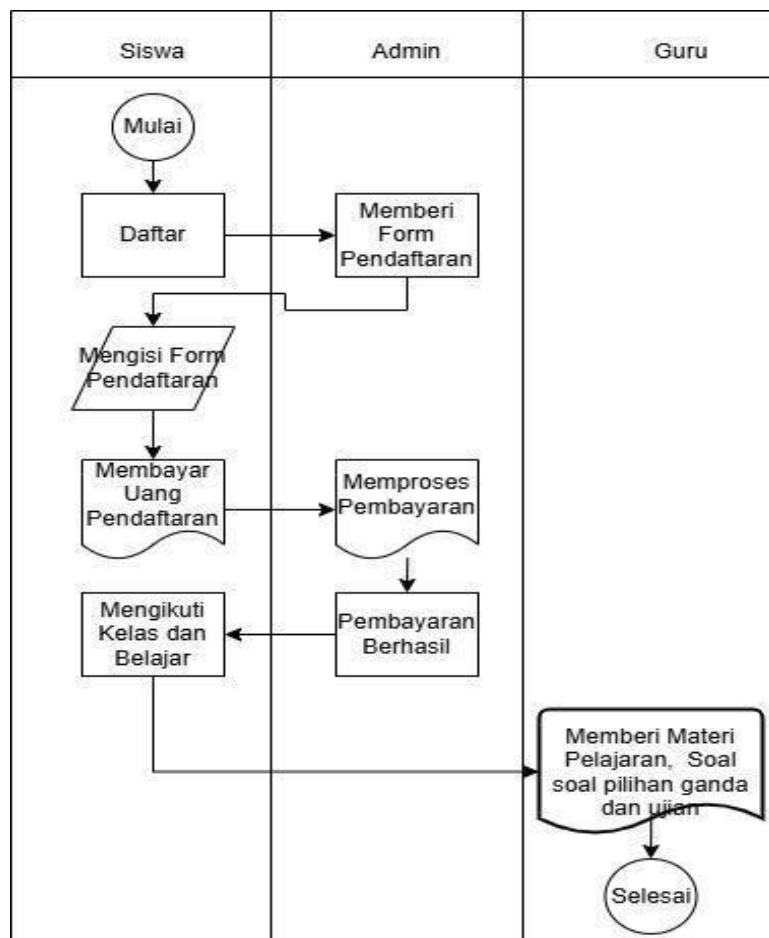 Siswa
Admin
Guru
Mulai
Daftar
Memberi
Form
Pendaftaran
Mengisi Form
Pendaftaran
Membayar
Uang
Pendaftaran
Memproses
Pembayaran
Mengikuti
Kelas dan
Belajar
Pembayaran
Berhasil
Memberi Materi
Pelajaran, Soal
soal pilihan ganda
dan ujian
Selesai